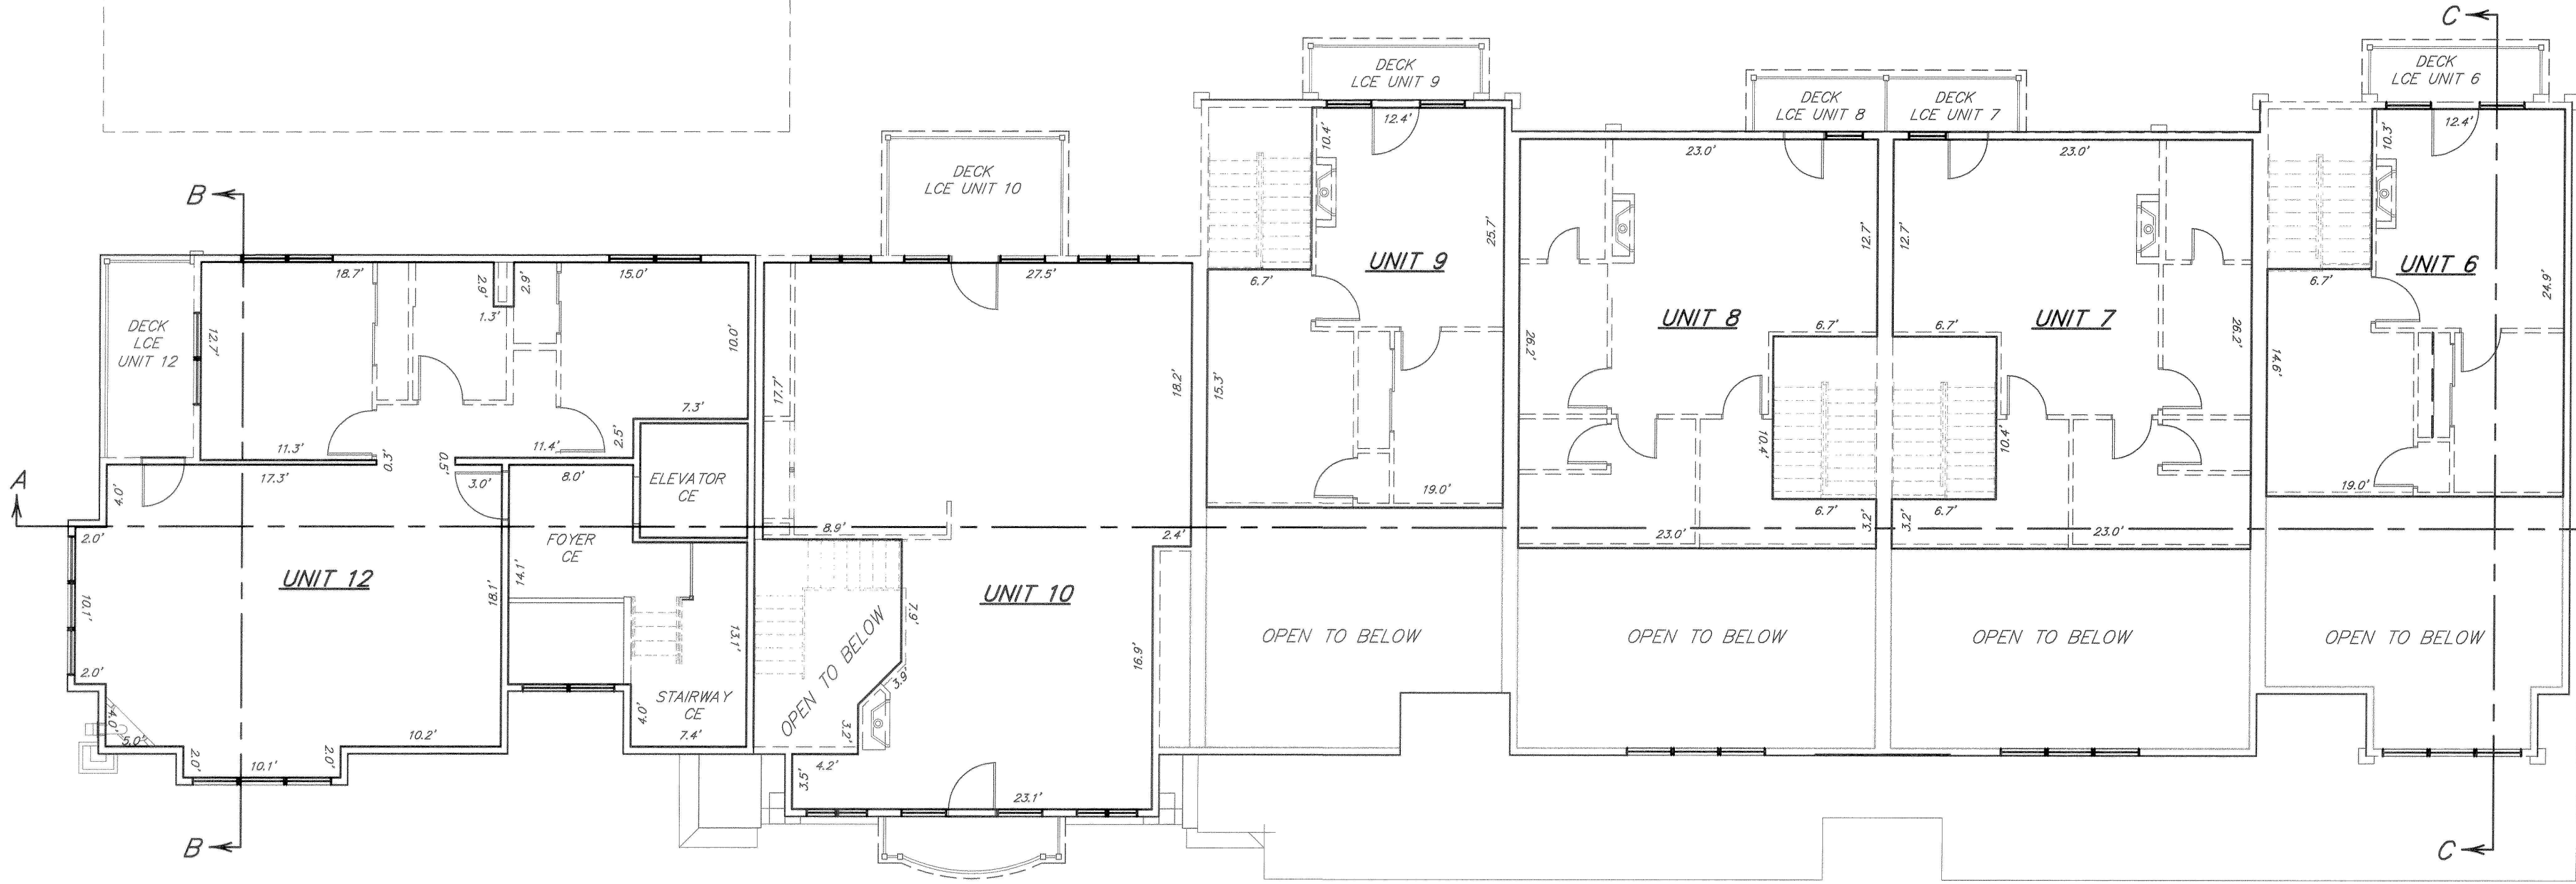 C
DECK
LCE UNIT 9
DECK
LCE UNIT 6
DECK
LCE UNIT 8
DECK
LCE UNIT 7
12.4'
10.4'
12.4'
10.3'
23.0'
23.0'
DECK
LCE UNIT 10
B
25.7'
12.7'
12.7'
UNIT 9
UNIT 6
18.7'
2.9'
2.9'
15.0'
27.5'
6.7'
6.7'
24.9'
1.3'
DECK
LCE
UNIT 12
12.7'
10.0'
UNIT 8
UNIT 7
6.7'
6.7'
26.2'
26.2'
17.7'
18.2'
15.3'
14.9'
7.3'
11.3'
11.4'
2.5'
0.3'
0.5'
10.4'
10.4'
A
17.3'
3.0'
8.0'
ELEVATOR
CE
4.0'
19.0'
19.0'
6.7'
6.7'
3.2'
3.2'
2.0'
FOYER
CE
8.9'
2.4'
23.0'
23.0'
UNIT 12
14.1'
18.1'
UNIT 10
10.1'
13.1'
7.9'
OPEN TO BELOW
OPEN TO BELOW
OPEN TO BELOW
OPEN TO BELOW
OPEN TO BELOW
16.9'
2.0'
3.9'
STAIRWAY
CE
4.0'
4.0'
3.2'
5.0'
10.2'
7.4'
2.0'
10.1'
2.0'
4.2'
3.5'
23.1'
B
C